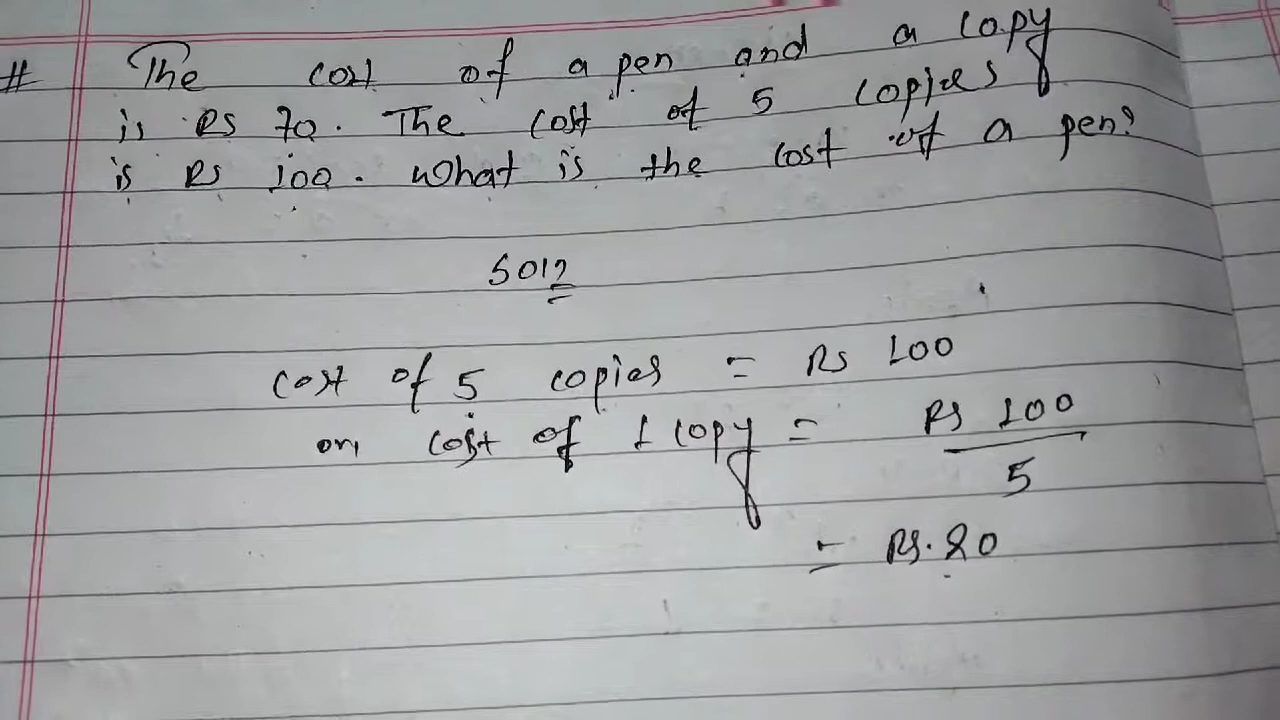 # The cost of a pen and a copy
is Rs 70. The cost of 5 copies
is Rs 100. What is the cost of a pen?
Soln
cost of 5 copies = Rs 100
or, cost of 1 copy = Rs 100
5
= Rs. 20